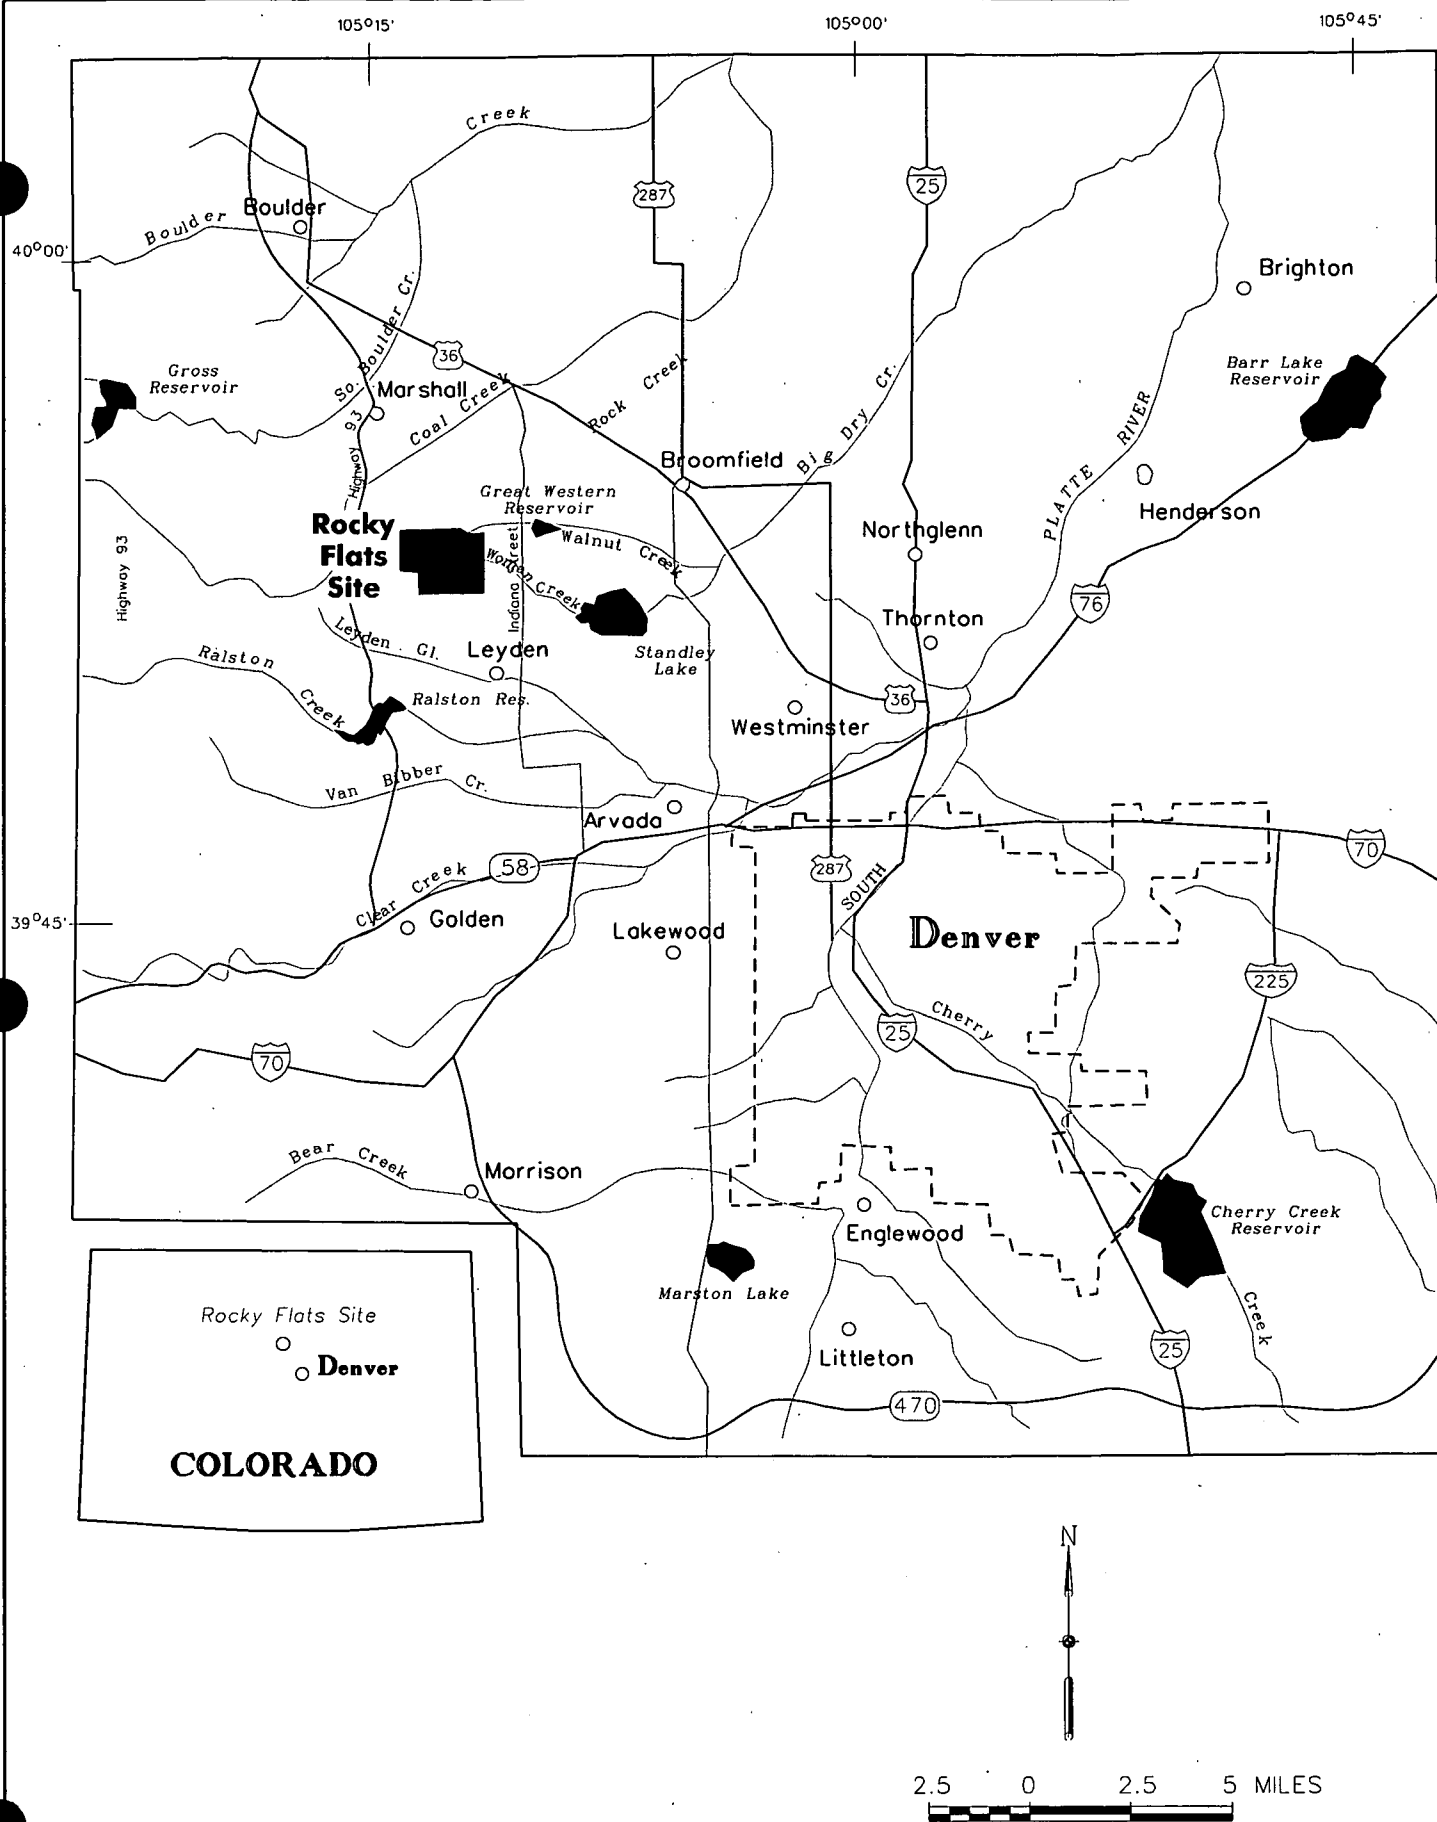 105°15'
105°00'
105°45'
Creek
287
25
Boulder
Boulder
40°00'
Brighton
So. Boulder Cr.
36
Gross
Reservoir
Barr Lake
Reservoir
Marshall
Coal Creek
Rock Creek
Big Dry Cr.
PLATTE RIVER
Highway 93
Broomfield
Great Western
Reservoir
Henderson
Rocky
Flats
Site
Walnut Creek
Northglenn
Highway 93
Woman Creek
Indiana Street
76
Thornton
Leyden Gl.
Leyden
Standley
Lake
Ralston
Creek
Ralston Res.
36
Westminster
Van Bibber Cr.
Arvada
58
287
70
Clear Creek
SOUTH
39°45'
Golden
Lakewood
Denver
225
Cherry
25
70
Bear Creek
Morrison
Cherry Creek
Reservoir
Englewood
Marston Lake
Creek
Rocky Flats Site
Denver
Littleton
25
470
COLORADO
N
2.5 0 2.5 5 MILES